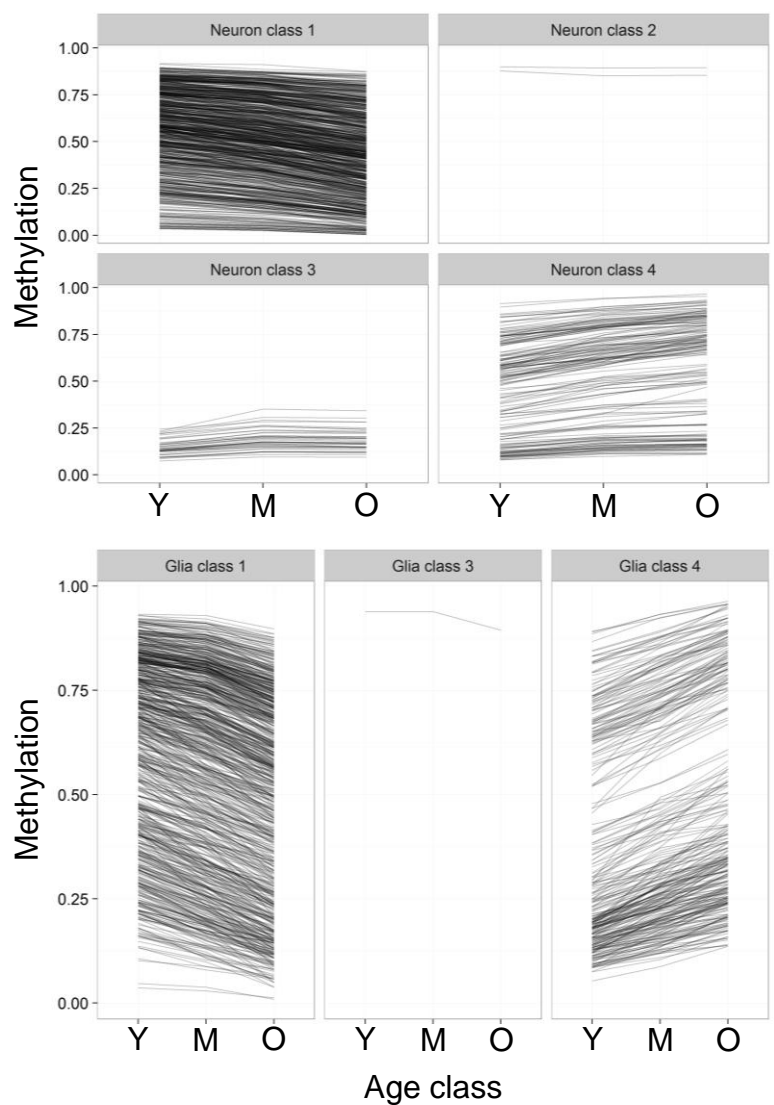 Neuron class 1 Neuron class 2
1.00
0.75
0.50
0.25
0.00
Methylation
Neuron class 3 Neuron class 4
1.00
0.75
0.50
0.25
0.00
Y M O Y M O
Glia class 1 Glia class 3 Glia class 4
1.00
0.75
0.50
0.25
0.00
Methylation
Y M O Y M O Y M O
Age class